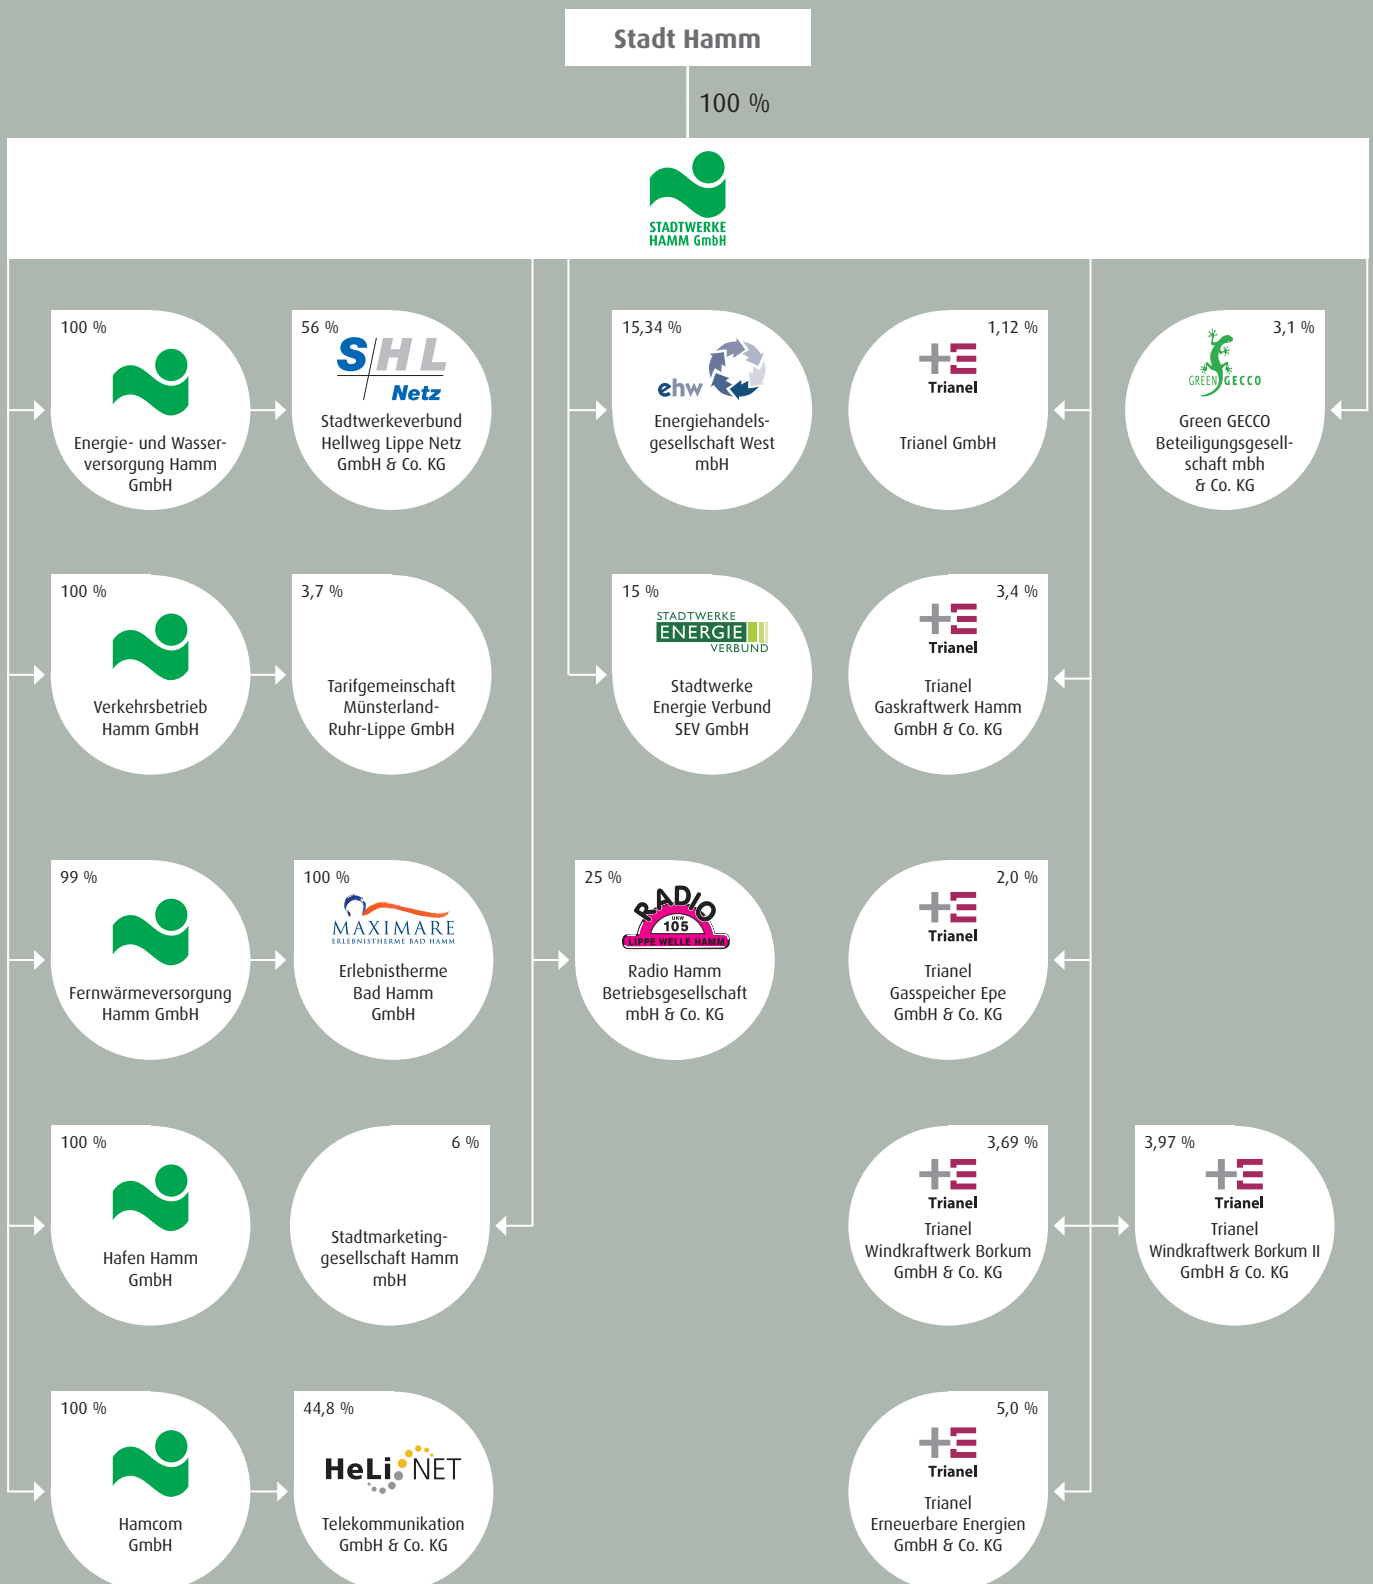 Stadt Hamm
100 %
STADTWERKE
HAMM GmbH
100 %
Energie- und Wasser-
versorgung Hamm
GmbH
56 %
SHL
Netz
Stadtwerkeverbund
Hellweg Lippe Netz
GmbH & Co. KG
15,34 %
ehw
Energiehandels-
gesellschaft West
mbH
1,12 %
Trianel
Trianel GmbH
3,1 %
GREEN GECCO
Green GECCO
Beteiligungsgesell-
schaft mbh
& Co. KG
100 %
Verkehrsbetrieb
Hamm GmbH
3,7 %
Tarifgemeinschaft
Münsterland-
Ruhr-Lippe GmbH
15 %
STADTWERKE
ENERGIE
VERBUND
Stadtwerke
Energie Verbund
SEV GmbH
3,4 %
Trianel
Trianel
Gaskraftwerk Hamm
GmbH & Co. KG
99 %
Fernwärmeversorgung
Hamm GmbH
100 %
MAXIMARE
ERLEBNISTHERME BAD HAMM
Erlebnistherme
Bad Hamm
GmbH
25 %
RADIO
UKW
105
LIPPE WELLE HAMM
Radio Hamm
Betriebsgesellschaft
mbH & Co. KG
2,0 %
Trianel
Trianel
Gasspeicher Epe
GmbH & Co. KG
100 %
Hafen Hamm
GmbH
6 %
Stadtmarketing-
gesellschaft Hamm
mbH
3,69 %
Trianel
Trianel
Windkraftwerk Borkum
GmbH & Co. KG
3,97 %
Trianel
Trianel
Windkraftwerk Borkum II
GmbH & Co. KG
100 %
Hamcom
GmbH
44,8 %
HeLi NET
Telekommunikation
GmbH & Co. KG
5,0 %
Trianel
Trianel
Erneuerbare Energien
GmbH & Co. KG